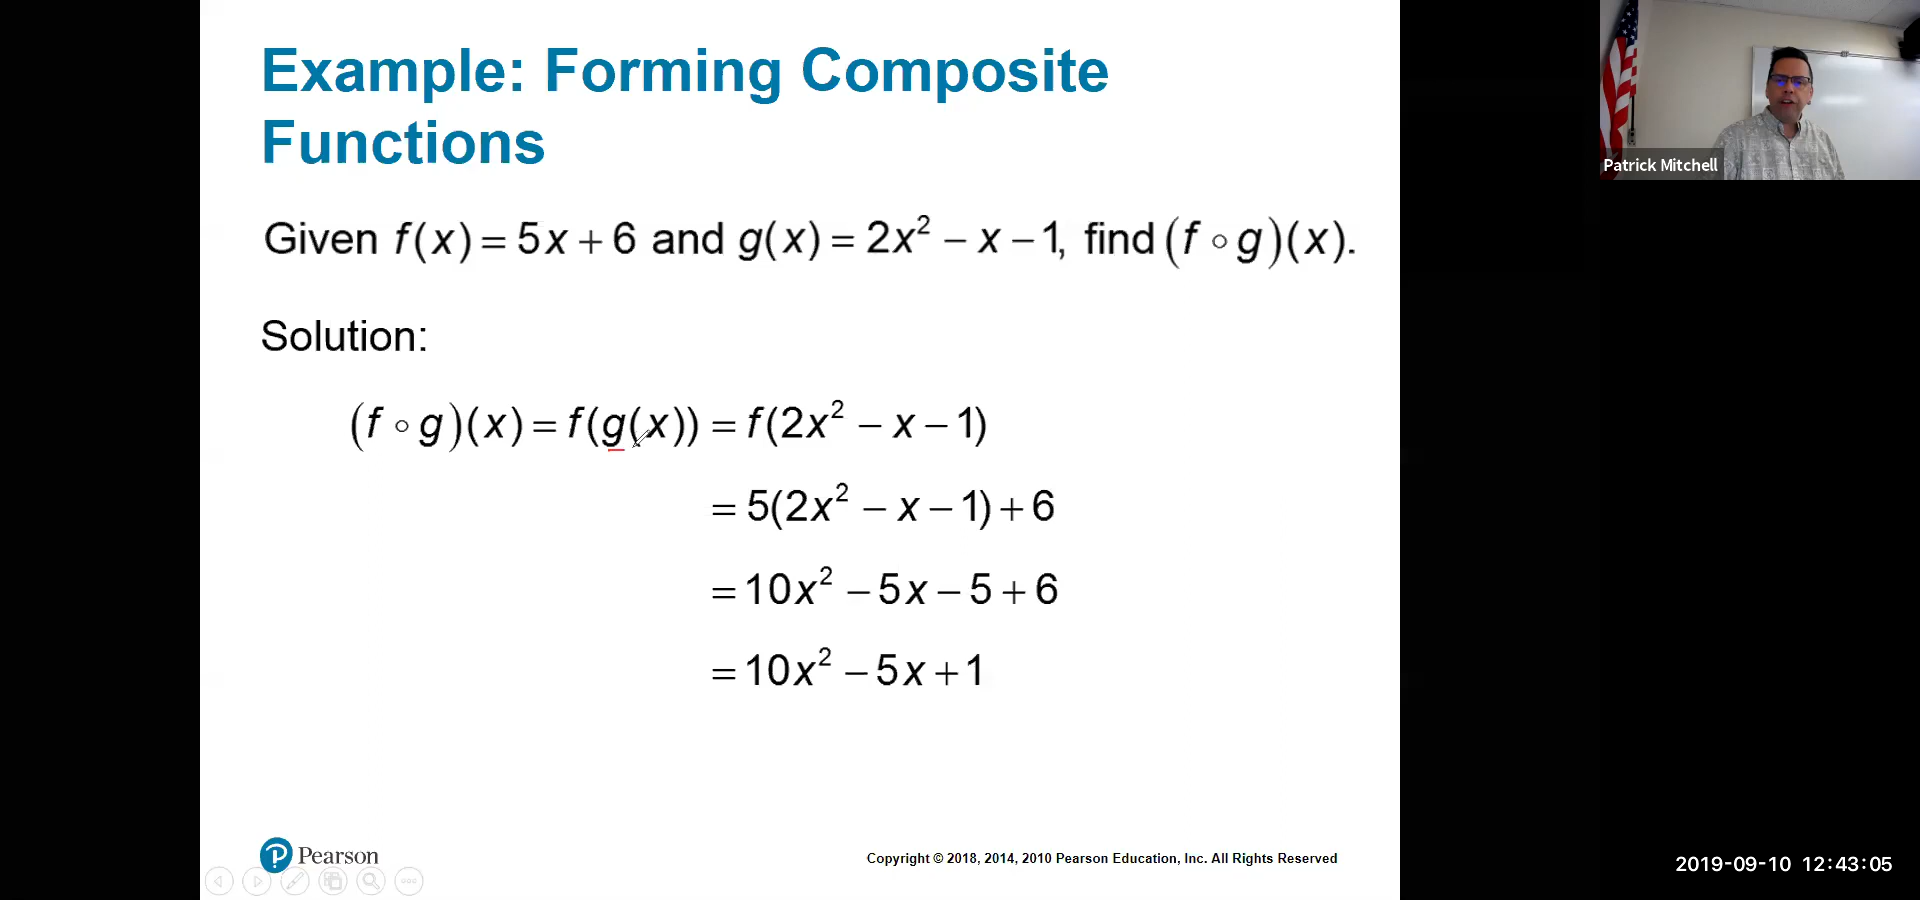 Example: Forming Composite
Functions
Given f(x) = 5x + 6 and g(x) = 2x² − x − 1, find (f ∘ g)(x).
Solution:
(f ∘ g)(x) = f(g(x)) = f(2x² − x − 1)
= 5(2x² − x − 1) + 6
= 10x² − 5x − 5 + 6
= 10x² − 5x + 1
Pearson
Copyright © 2018, 2014, 2010 Pearson Education, Inc. All Rights Reserved
Patrick Mitchell
2019-09-10 12:43:05